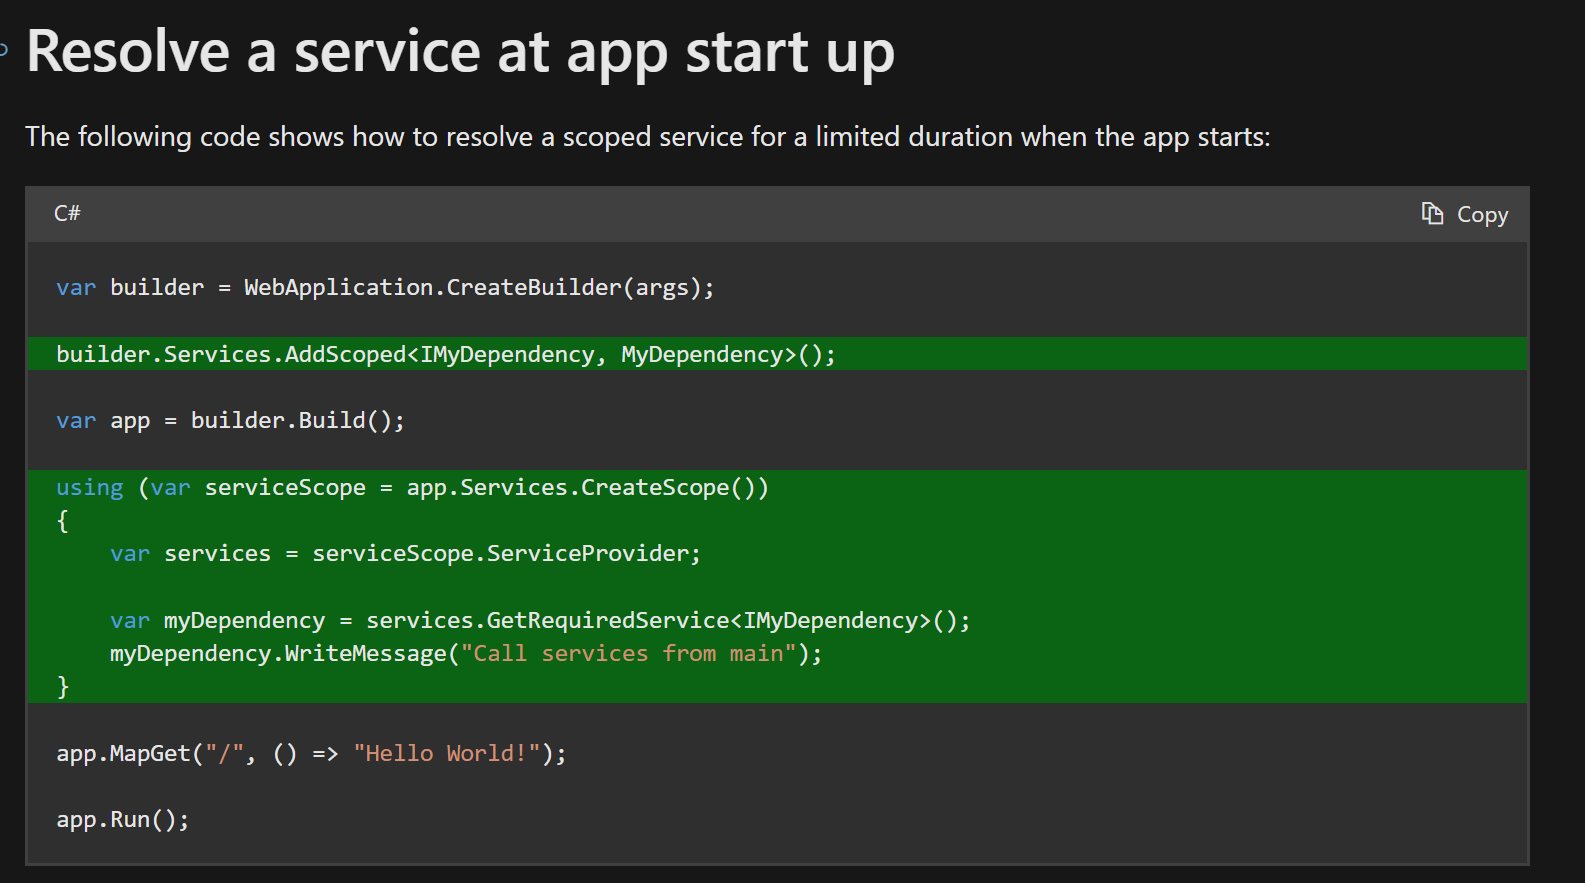 Resolve a service at app start up
The following code shows how to resolve a scoped service for a limited duration when the app starts:
C#
Copy
var builder = WebApplication.CreateBuilder(args);
builder.Services.AddScoped<IMyDependency, MyDependency>();
var app = builder.Build();
using (var serviceScope = app.Services.CreateScope())
{
    var services = serviceScope.ServiceProvider;
    var myDependency = services.GetRequiredService<IMyDependency>();
    myDependency.WriteMessage("Call services from main");
}
app.MapGet("/", () => "Hello World!");
app.Run();